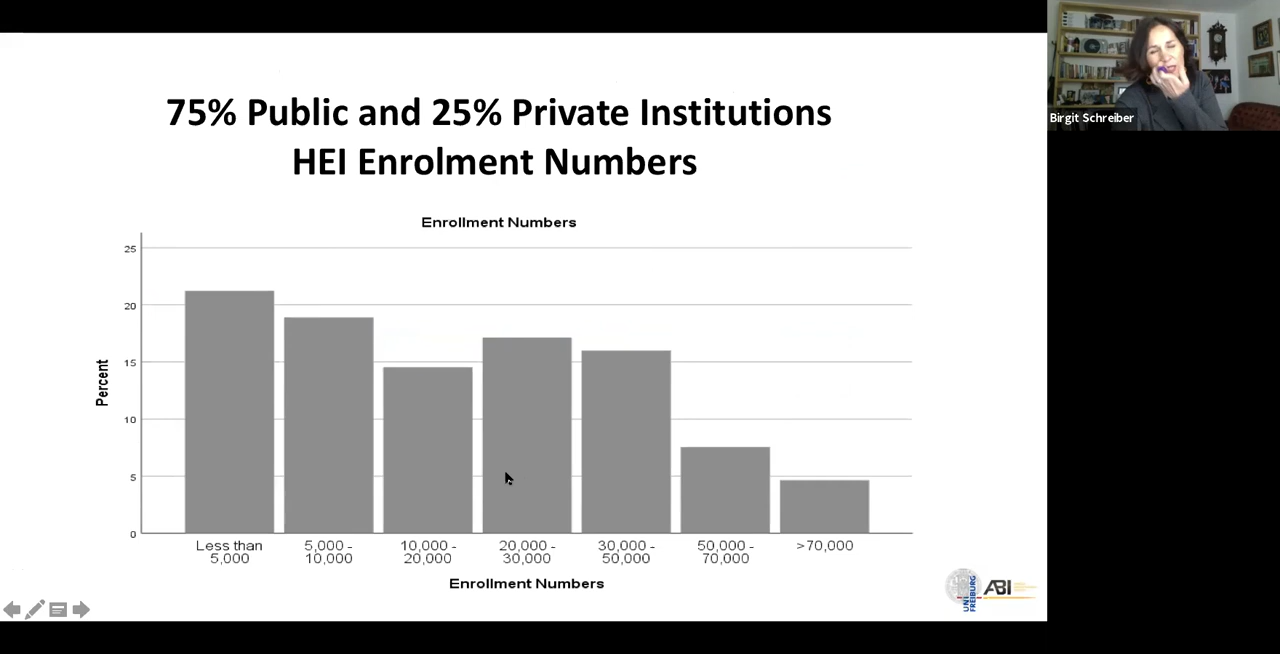 75% Public and 25% Private Institutions
HEI Enrolment Numbers
Enrollment Numbers
25
20
15
10
5
0
Percent
Less than
5,000
5,000 -
10,000
10,000 -
20,000
20,000 -
30,000
30,000 -
50,000
50,000 -
70,000
>70,000
Enrollment Numbers
UNI
FREIBURG
ABI
Birgit Schreiber